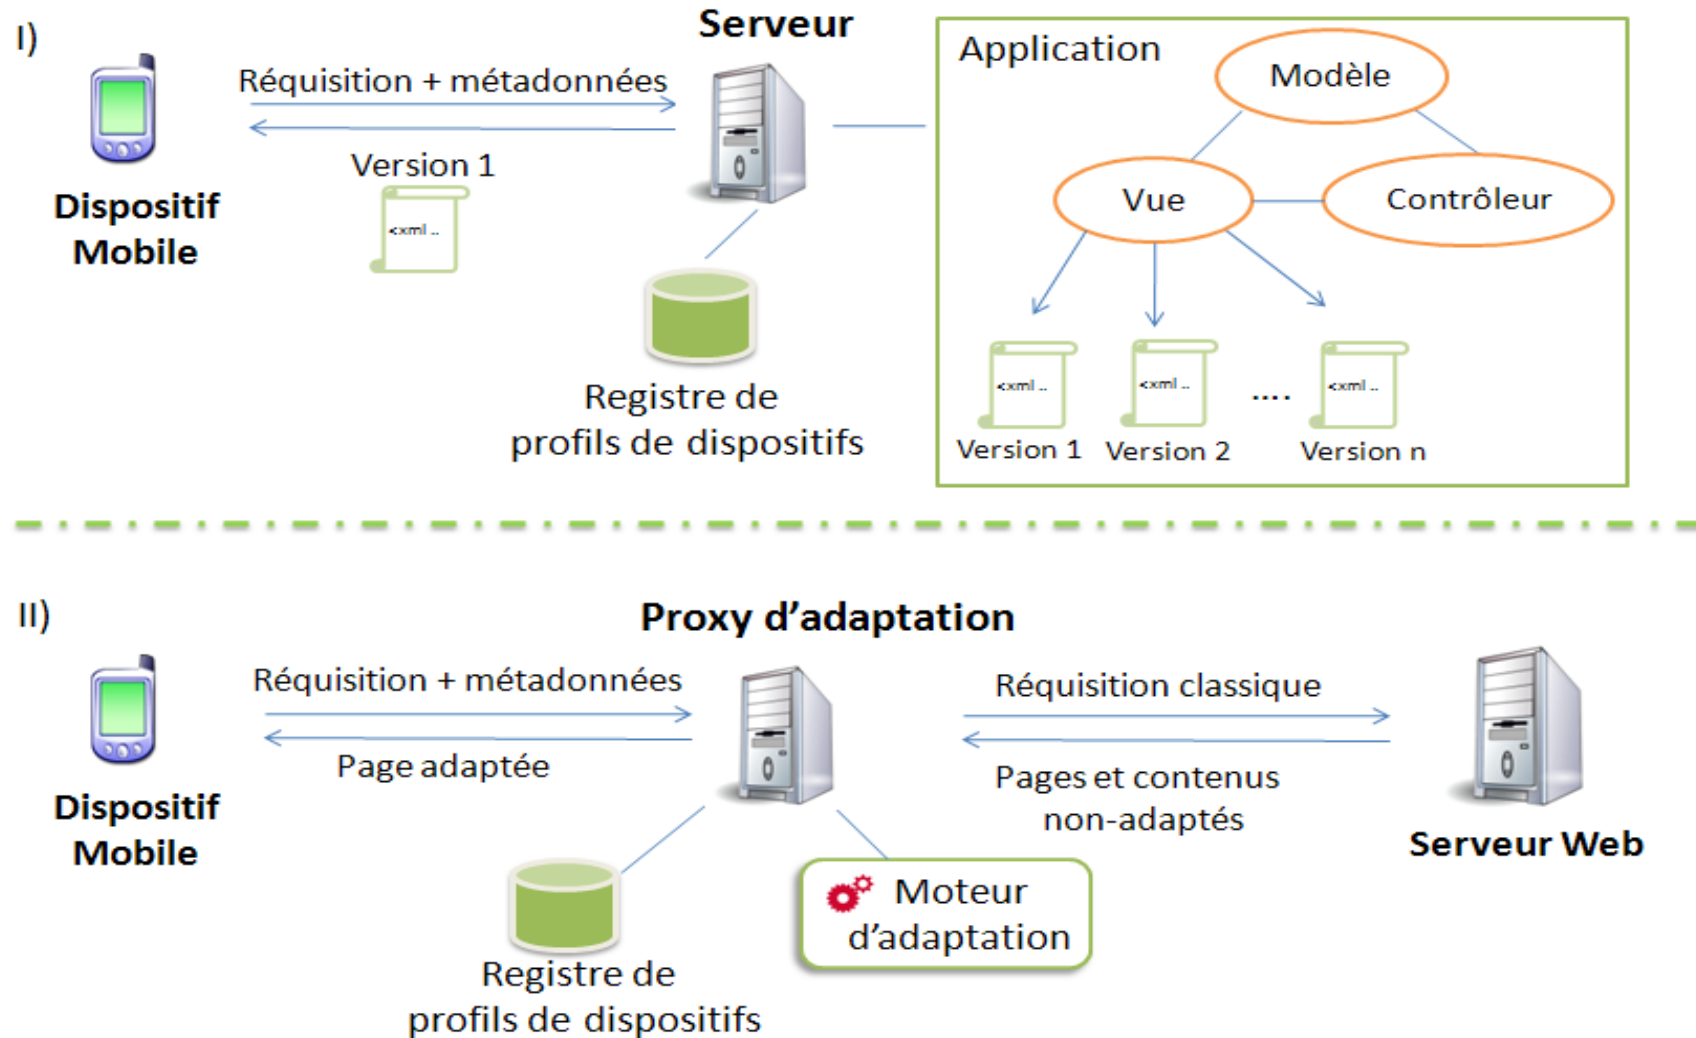 I)
Serveur
Application
Modèle
Réquisition + métadonnées
Version 1
<xml ..
Dispositif
Mobile
Vue
Contrôleur
Registre de
profils de dispositifs
<xml ..
<xml ..
....
<xml ..
Version 1
Version 2
Version n
II)
Proxy d’adaptation
Réquisition + métadonnées
Page adaptée
Réquisition classique
Pages et contenus
non-adaptés
Dispositif
Mobile
Serveur Web
Moteur
d’adaptation
Registre de
profils de dispositifs